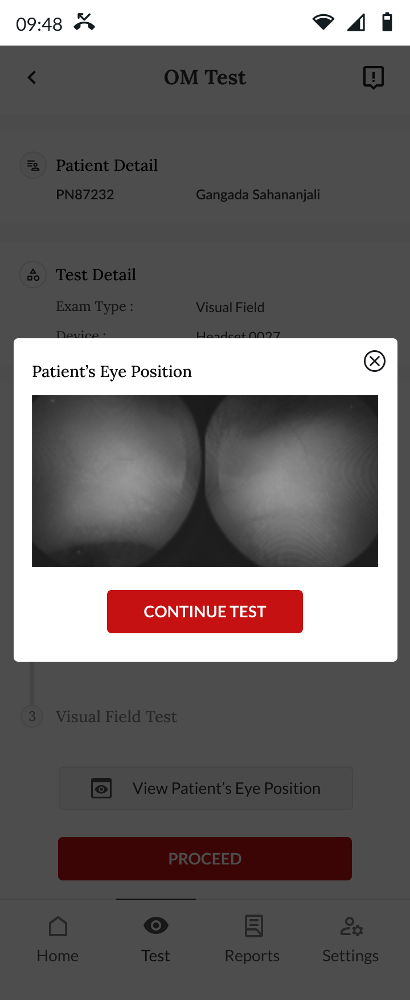 09:48
OM Test
Patient Detail
PN87232 Gangada Sahananjali
Test Detail
Exam Type : Visual Field
Device : Headset 0027
Patient’s Eye Position
CONTINUE TEST
3 Visual Field Test
View Patient’s Eye Position
PROCEED
Home Test Reports Settings